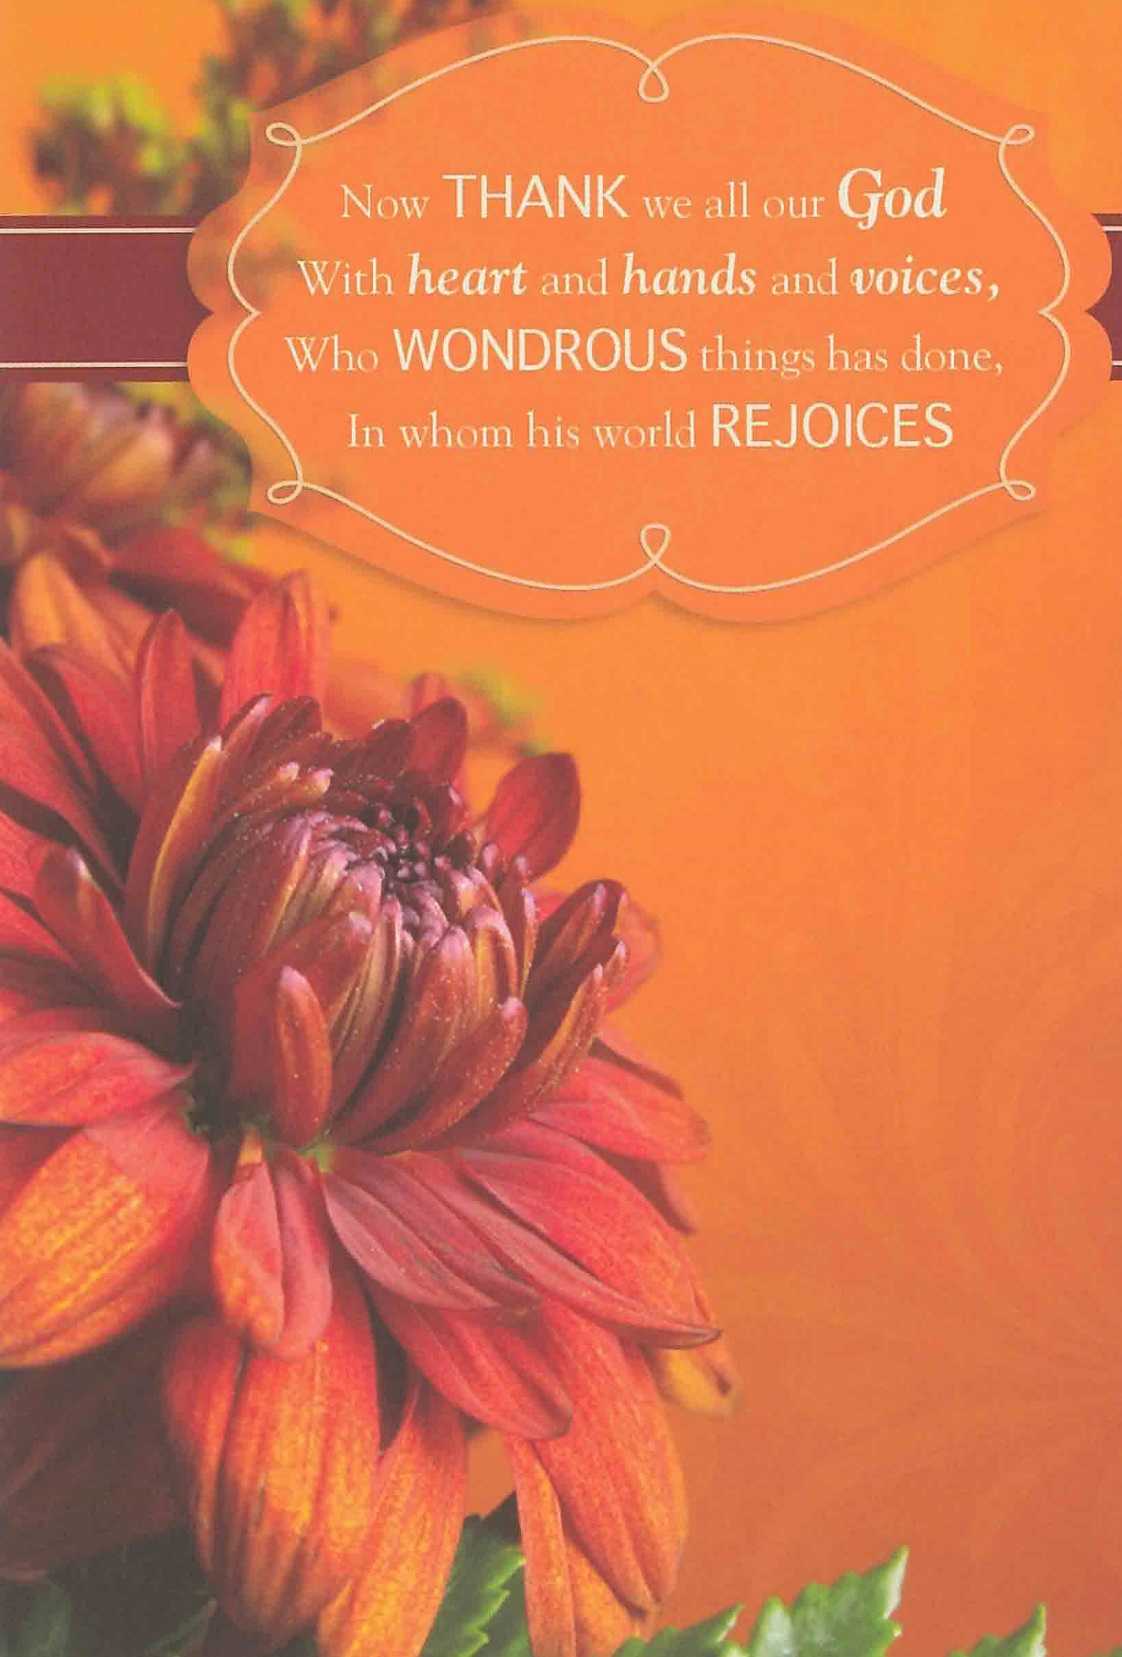 Now THANK we all our God
With heart and hands and voices,
Who WONDROUS things has done,
In whom his world REJOICES